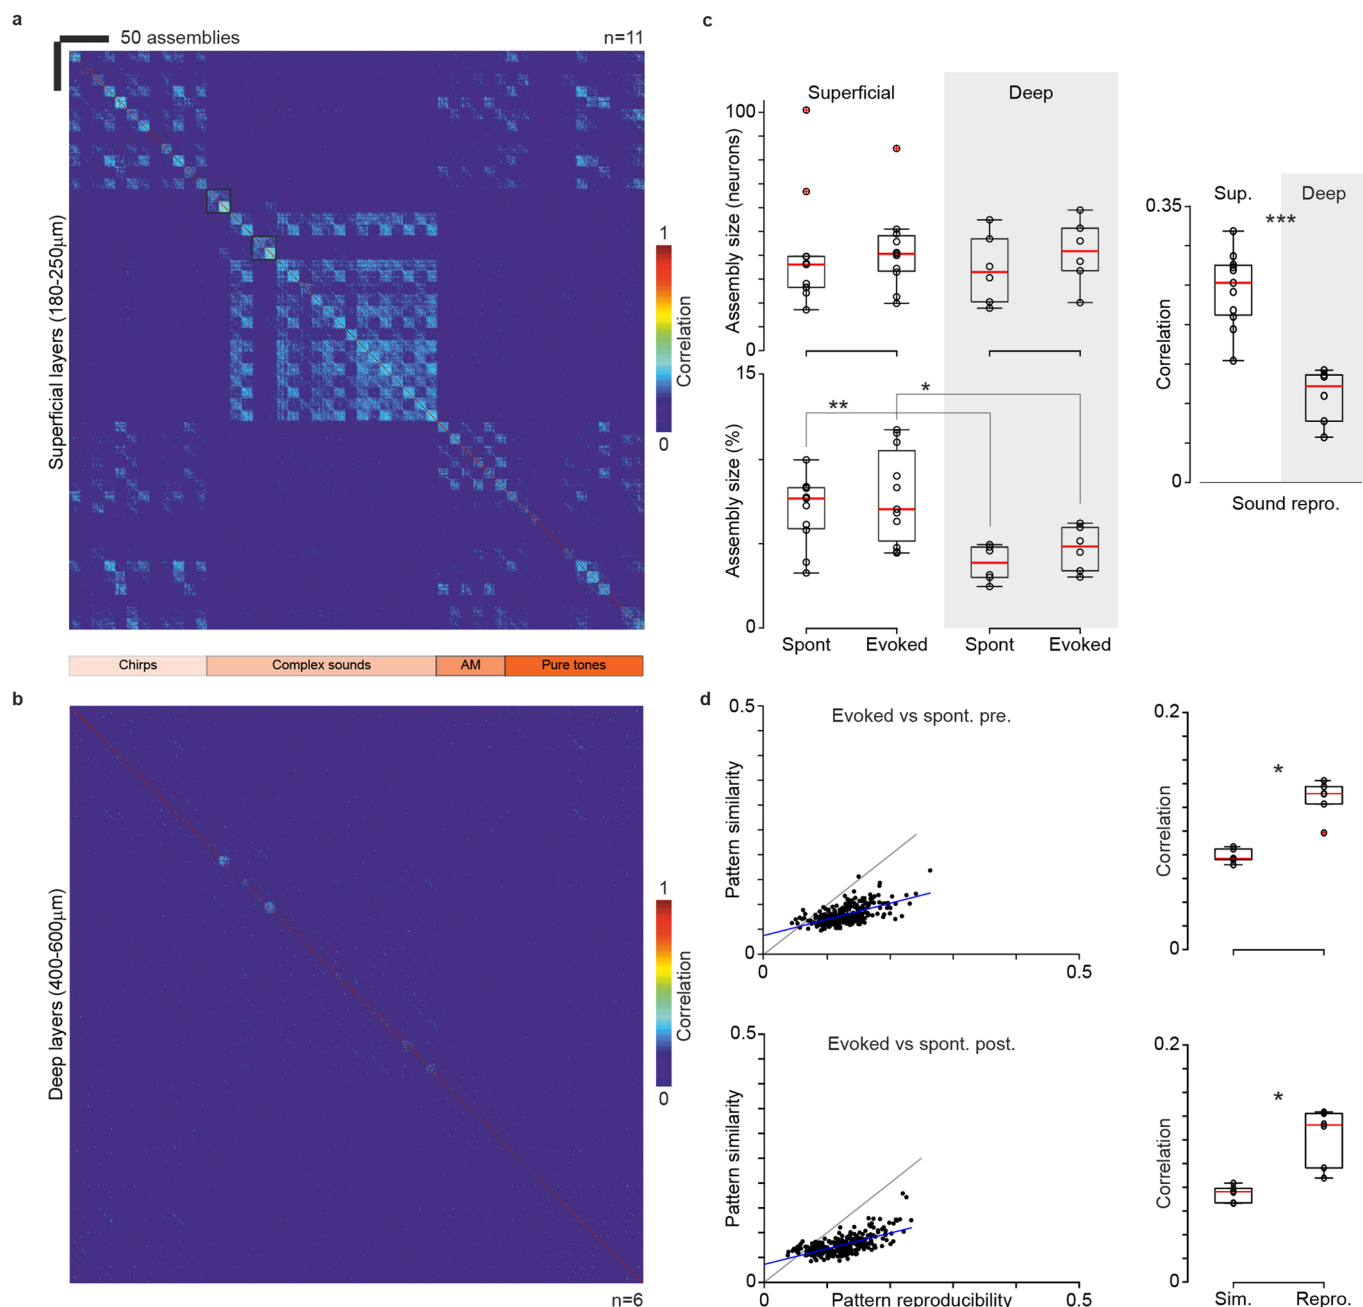 a
50 assemblies
n=11
Superficial layers (180-250µm)
1
Correlation
0
Chirps
Complex sounds
AM
Pure tones
b
Deep layers (400-600µm)
1
Correlation
0
n=6
c
Superficial
Deep
100
Assembly size (neurons)
0
15
**
*
Assembly size (%)
0
Spont
Evoked
Spont
Evoked
Sup.
Deep
0.35
***
Correlation
0
Sound repro.
d
0.5
Evoked vs spont. pre.
Pattern similarity
0
0
0.5
0.2
*
Correlation
0
0.5
Evoked vs spont. post.
Pattern similarity
0
0
Pattern reproducibility
0.5
0.2
*
Correlation
0
Sim.
Repro.